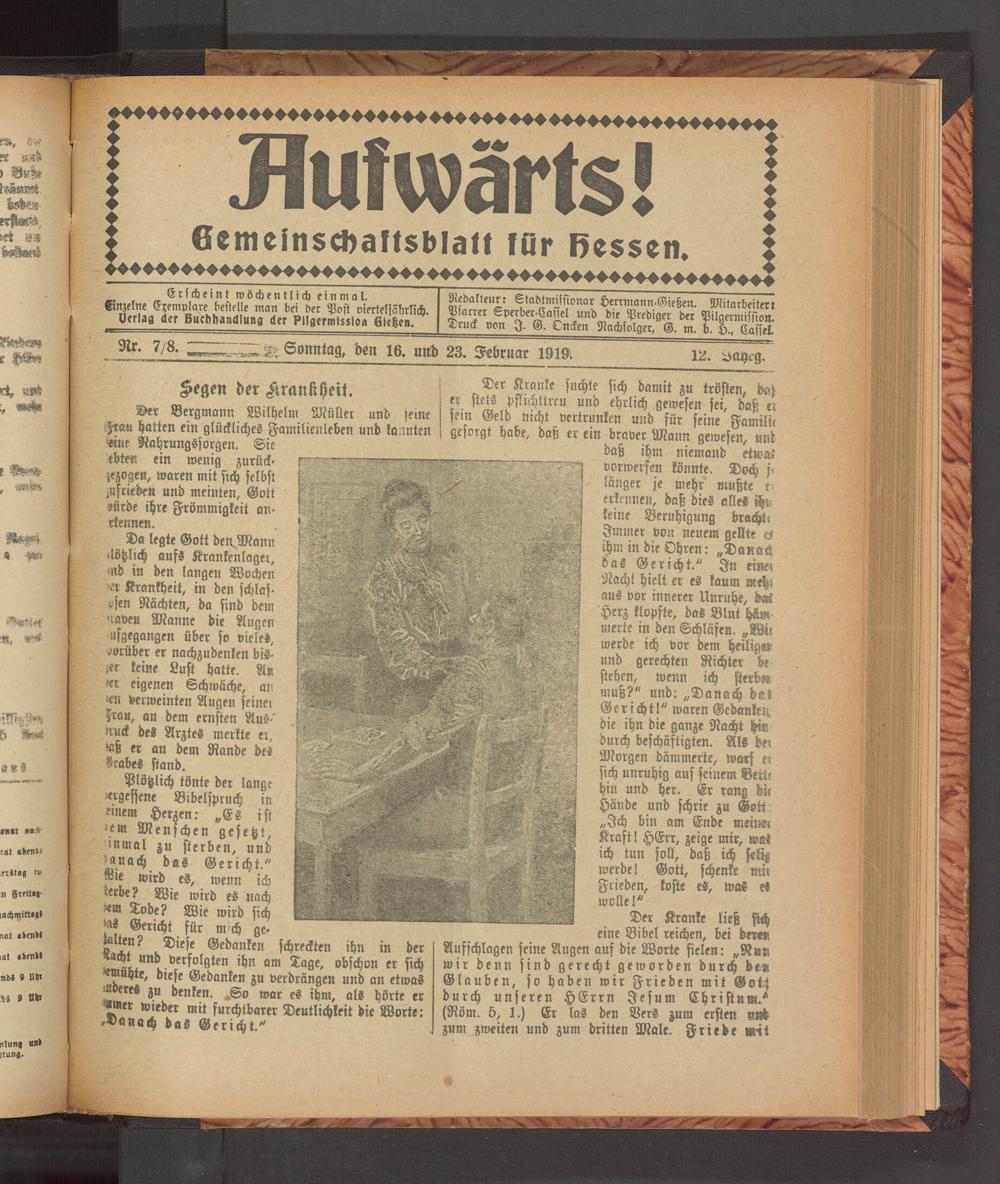 Aufwärts!
Gemeinschaftsblatt für Hessen.
Erscheint wöchentlich einmal.
Einzelne Exemplare bestelle man bei der Post vierteljährlich.
Verlag der Buchhandlung der Pilgermission Gießen.
Redakteur: Stadtmissionar Herrmann-Gießen. Mitarbeiter:
Pfarrer Sperber-Cassel und die Prediger der Pilgermission.
Druck von J. G. Oncken Nachfolger, G. m. b. H., Cassel.
Nr. 7/8.
Sonntag, den 16. und 23. Februar 1919.
12. Jahrg.
Segen der Krankheit.
Der Bergmann Wilhelm Müller und seine
Frau hatten ein glückliches Familienleben und kannten
keine Nahrungssorgen. Sie
lebten ein wenig zurück-
gezogen, waren mit sich selbst
zufrieden und meinten, Gott
würde ihre Frömmigkeit an-
erkennen.
Da legte Gott den Mann
plötzlich aufs Krankenlager,
und in den langen Wochen
der Krankheit, in den schlaf-
losen Nächten, da sind dem
braven Manne die Augen
aufgegangen über so vieles,
worüber er nachzudenken bis-
her keine Lust hatte. An
der eigenen Schwäche, an
den verweinten Augen seiner
Frau, an dem ernsten Aus-
druck des Arztes merkte er,
daß er an dem Rande des
Grabes stand.
Plötzlich tönte der lange
vergessene Bibelspruch in
seinem Herzen: „Es ist
dem Menschen gesetzt,
einmal zu sterben, und
danach das Gericht.“
Wie wird es, wenn ich
sterbe? Wie wird es nach
dem Tode? Wie wird sich
das Gericht für mich ge-
stalten? Diese Gedanken schreckten ihn in der
Nacht und verfolgten ihn am Tage, obschon er sich
bemühte, diese Gedanken zu verdrängen und an etwas
anderes zu denken. So war es ihm, als hörte er
immer wieder mit furchtbarer Deutlichkeit die Worte:
„Danach das Gericht.“
Der Kranke suchte sich damit zu trösten, daß
er stets pflichttreu und ehrlich gewesen sei, daß er
sein Geld nicht vertrunken und für seine Familie
gesorgt habe, daß er ein braver Mann gewesen, und
daß ihm niemand etwas
vorwerfen könnte. Doch je
länger je mehr mußte er
erkennen, daß dies alles ihm
keine Beruhigung brachte.
Immer von neuem gellte es
ihm in die Ohren: „Danach
das Gericht.“ In einer
Nacht hielt er es kaum mehr
aus vor innerer Unruhe, das
Herz klopfte, das Blut häm-
merte in den Schläfen. „Wie
werde ich vor dem heiligen
und gerechten Richter be-
stehen, wenn ich sterben
muß?“ und: „Danach das
Gericht!“ waren Gedanken,
die ihn die ganze Nacht hin-
durch beschäftigten. Als der
Morgen dämmerte, warf er
sich unruhig auf seinem Bette
hin und her. Er rang die
Hände und schrie zu Gott:
„Ich bin am Ende meiner
Kraft! HErr, zeige mir, was
ich tun soll, daß ich selig
werde! Gott, schenke mir
Frieden, koste es, was es
wolle!“
Der Kranke ließ sich
eine Bibel reichen, bei deren
Aufschlagen seine Augen auf die Worte fielen: „Nun
wir denn sind gerecht geworden durch den
Glauben, so haben wir Frieden mit Gott
durch unseren HErrn Jesum Christum.“
(Röm. 5, 1.) Er las den Vers zum ersten und
zum zweiten und zum dritten Male. Friede mit